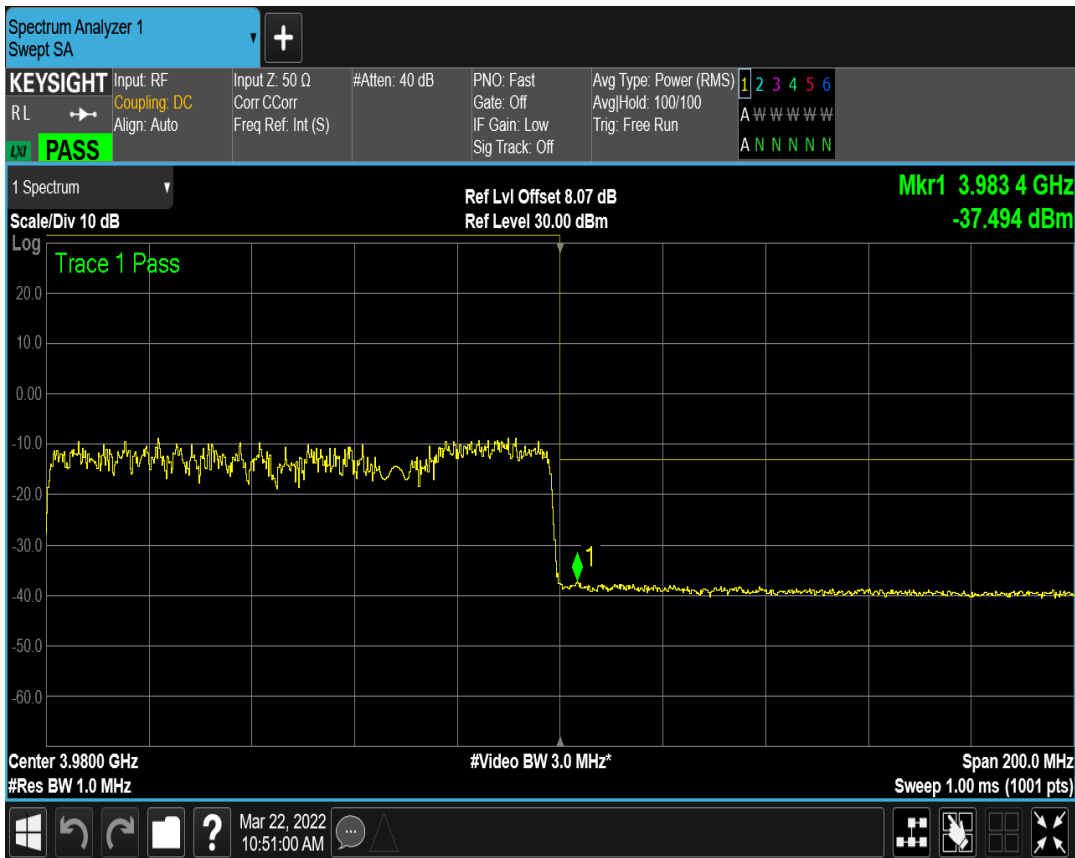 Spectrum Analyzer 1
Swept SA
+
KEYSIGHT
RL
LXI PASS
Input: RF
Coupling: DC
Align: Auto
Input Z: 50 Ω
Corr CCorr
Freq Ref: Int (S)
#Atten: 40 dB
PNO: Fast
Gate: Off
IF Gain: Low
Sig Track: Off
Avg Type: Power (RMS)
Avg|Hold: 100/100
Trig: Free Run
1 2 3 4 5 6
A W W W W W
A N N N N N
1 Spectrum
Scale/Div 10 dB
Ref Lvl Offset 8.07 dB
Ref Level 30.00 dBm
Mkr1 3.983 4 GHz
-37.494 dBm
Log
Trace 1 Pass
20.0
10.0
0.00
-10.0
-20.0
-30.0
1
-40.0
-50.0
-60.0
Center 3.9800 GHz
#Video BW 3.0 MHz*
Span 200.0 MHz
#Res BW 1.0 MHz
Sweep 1.00 ms (1001 pts)
?
Mar 22, 2022
10:51:00 AM